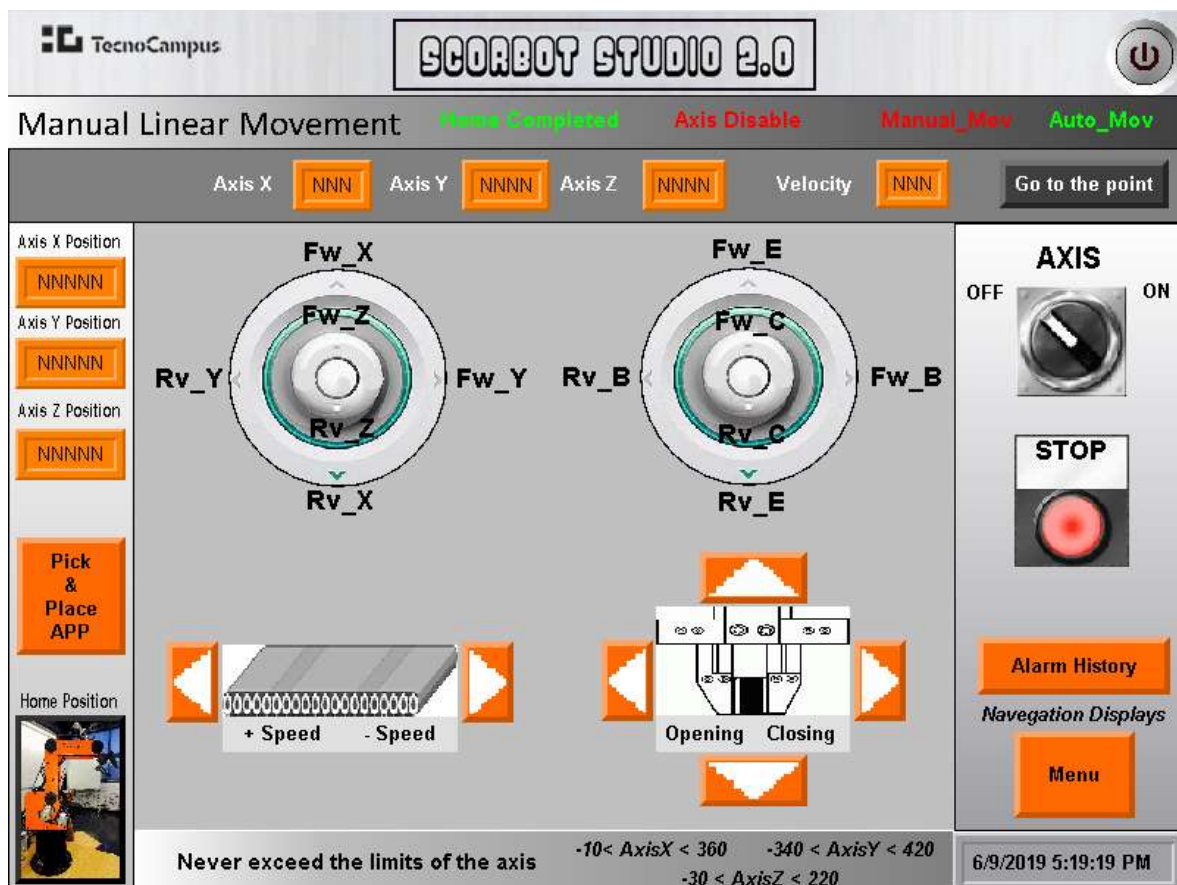 TecnoCampus
SCORBOT STUDIO 2.0
Manual Linear Movement Home Completed Axis Disable Manual_Mov Auto_Mov
Axis X NNN Axis Y NNNN Axis Z NNNN Velocity NNN Go to the point
Axis X Position
NNNNN
Axis Y Position
NNNNN
Axis Z Position
NNNNN
Pick
&
Place
APP
Home Position
Fw_X
Fw_Z
Rv_Y Fw_Y
Rv_Z
Rv_X
Fw_E
Fw_C
Rv_B Fw_B
Rv_C
Rv_E
+ Speed - Speed
Opening Closing
AXIS
OFF ON
STOP
Alarm History
Navegation Displays
Menu
Never exceed the limits of the axis
-10< AxisX < 360 -340 < AxisY < 420
-30 < AxisZ < 220
6/9/2019 5:19:19 PM